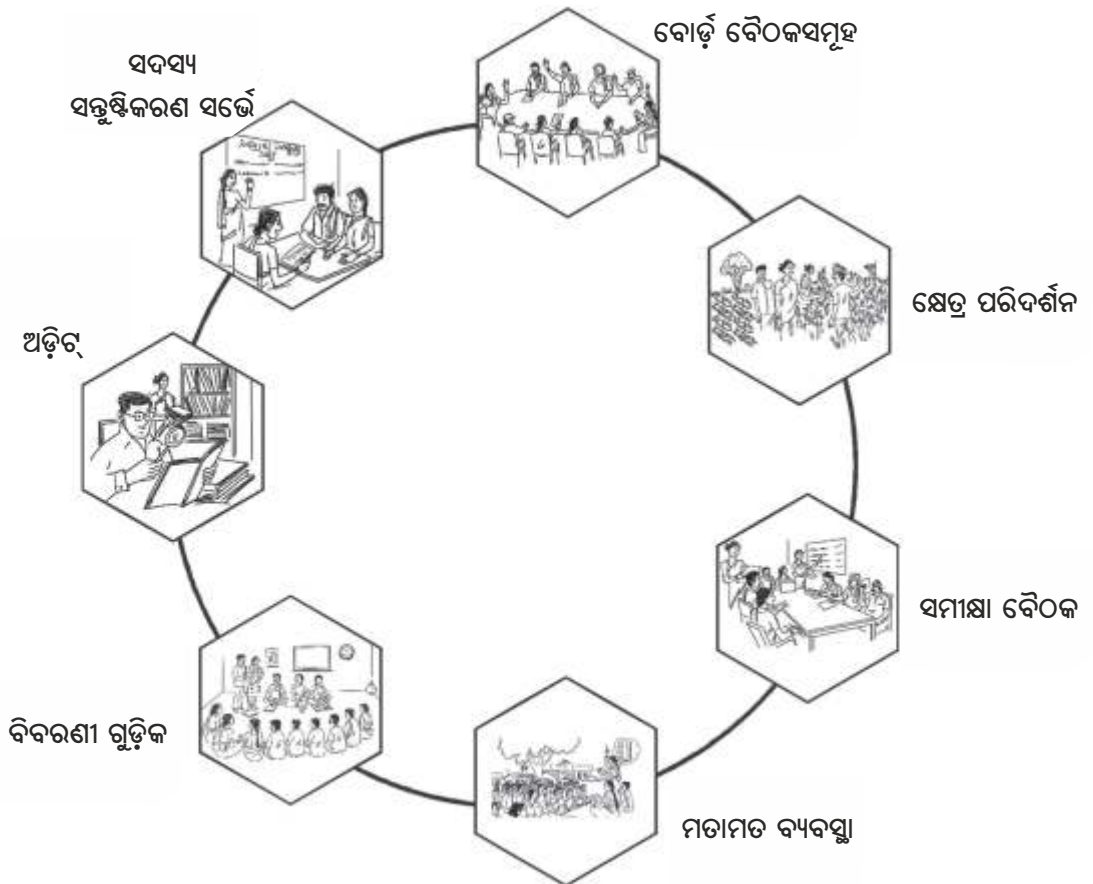 ବୋର୍ଡ଼ ବୈଠକସମୂହ
ସଦସ୍ୟ
ସନ୍ତୁଷ୍ଟିକରଣ ସର୍ଭେ
କ୍ଷେତ୍ର ପରିଦର୍ଶନ
ଅଡ଼ିଟ୍
ସମୀକ୍ଷା ବୈଠକ
ବିବରଣୀ ଗୁଡ଼ିକ
ମତାମତ ବ୍ୟବସ୍ଥା